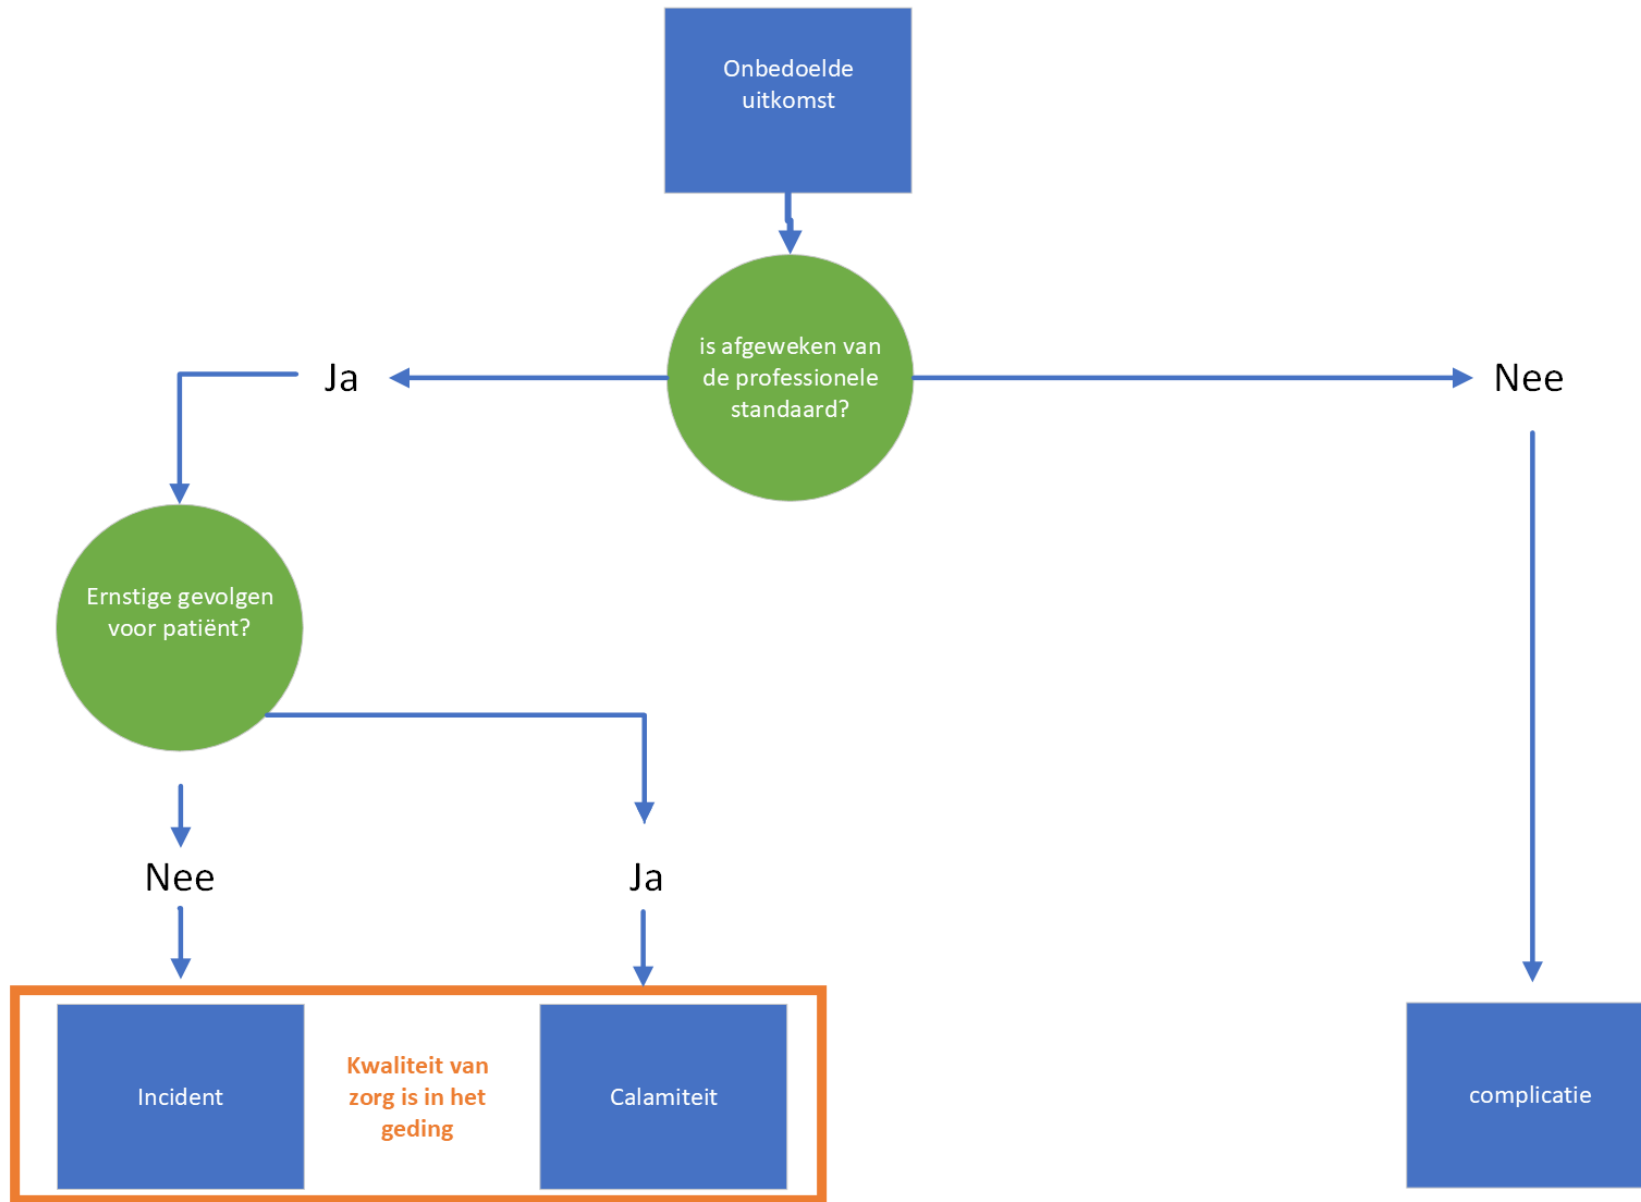 Onbedoelde
uitkomst
is afgeweken van
de professionele
standaard?
Ja
Nee
Ernstige gevolgen
voor patiënt?
Nee
Ja
Incident
Kwaliteit van
zorg is in het
geding
Calamiteit
complicatie